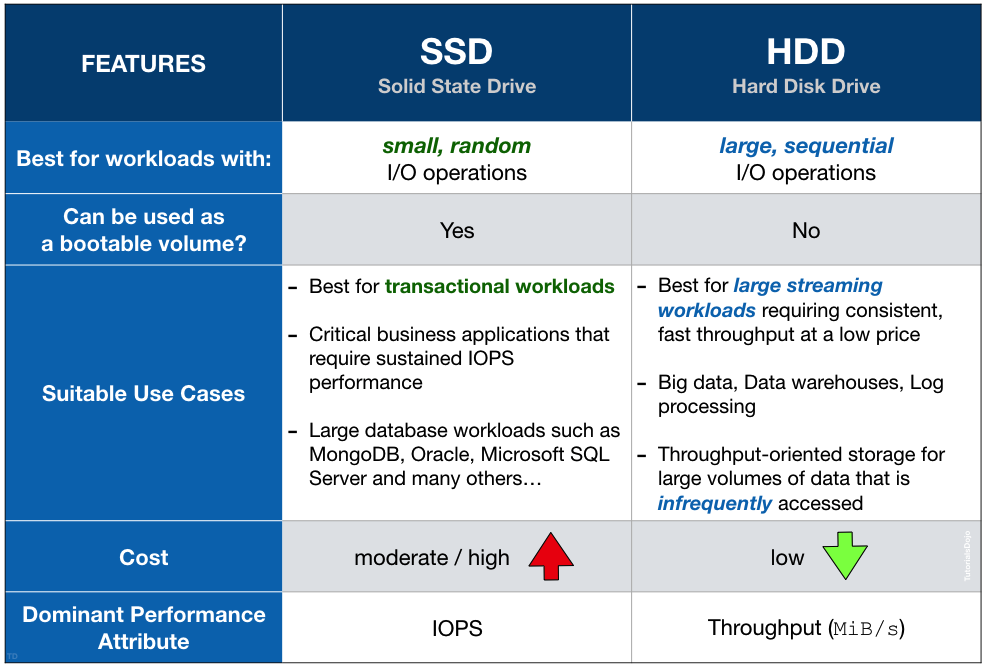 FEATURES
SSD
Solid State Drive
HDD
Hard Disk Drive
Best for workloads with:
small, random
I/O operations
large, sequential
I/O operations
Can be used as
a bootable volume?
Yes
No
Suitable Use Cases
– Best for transactional workloads
– Critical business applications that
require sustained IOPS
performance
– Large database workloads such as
MongoDB, Oracle, Microsoft SQL
Server and many others…
– Best for large streaming
workloads requiring consistent,
fast throughput at a low price
– Big data, Data warehouses, Log
processing
– Throughput-oriented storage for
large volumes of data that is
infrequently accessed
Cost
moderate / high
low
TutorialsDojo
Dominant Performance
Attribute
IOPS
Throughput (MiB/s)
TD